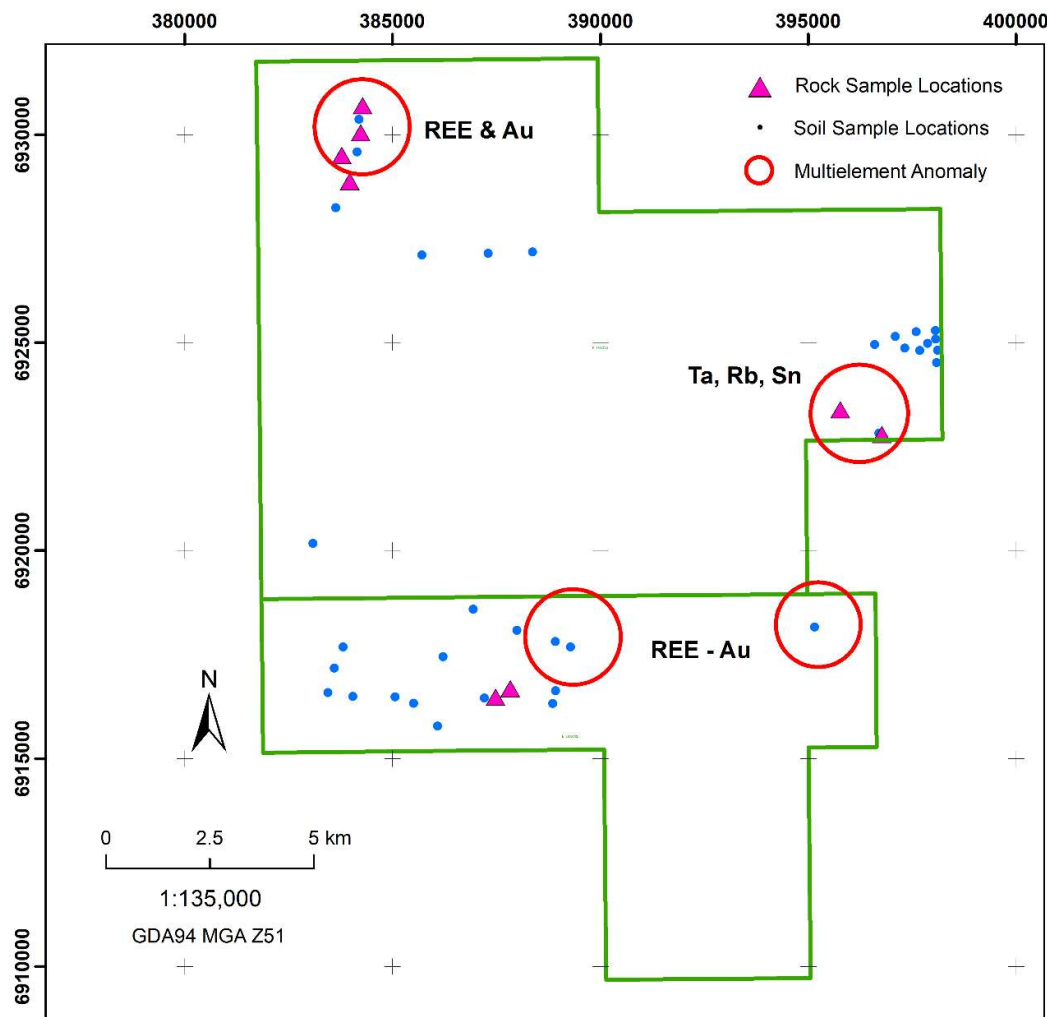 380000
385000
390000
395000
400000
6930000
6925000
6920000
6915000
6910000
Rock Sample Locations
Soil Sample Locations
Multielement Anomaly
REE & Au
Ta, Rb, Sn
REE - Au
N
0 2.5 5 km
1:135,000
GDA94 MGA Z51